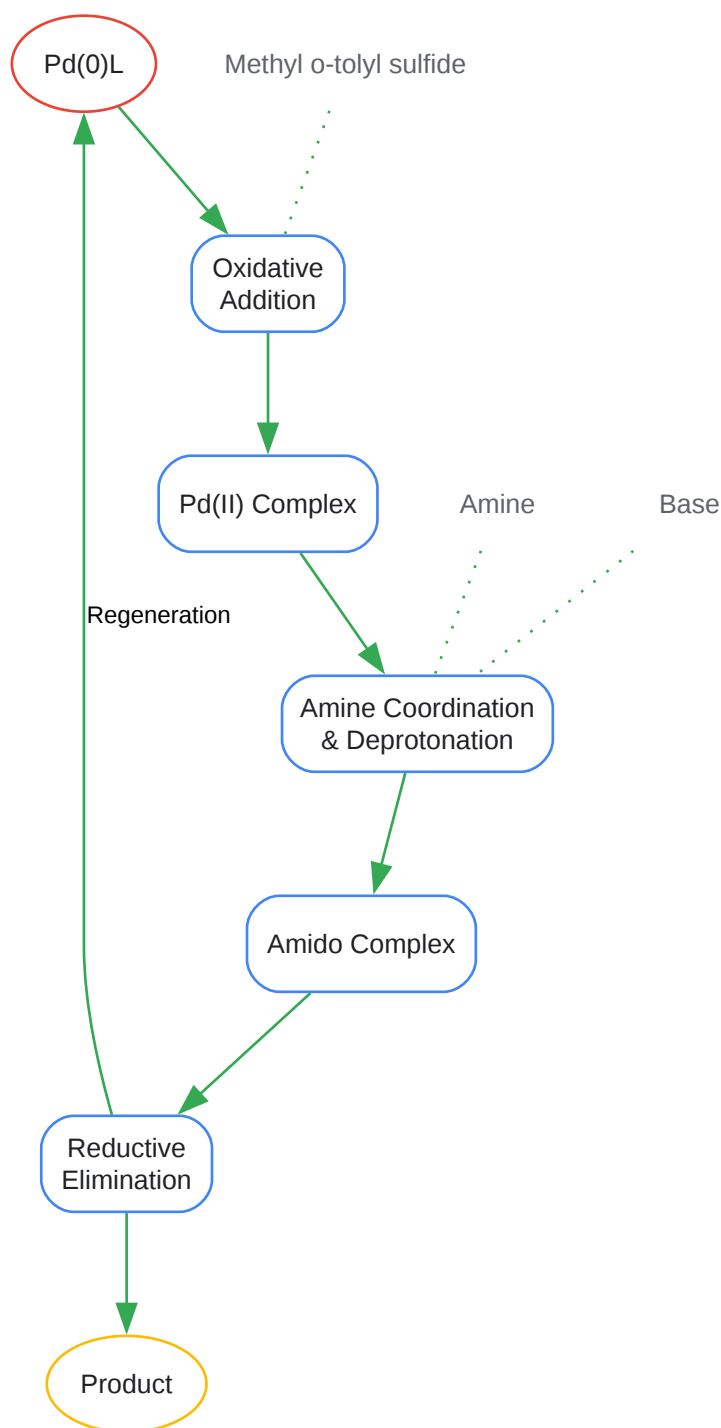 Pd(0)L
Methyl o-tolyl sulfide
Oxidative
Addition
Pd(II) Complex
Amine
Base
Regeneration
Amine Coordination
& Deprotonation
Amido Complex
Reductive
Elimination
Product